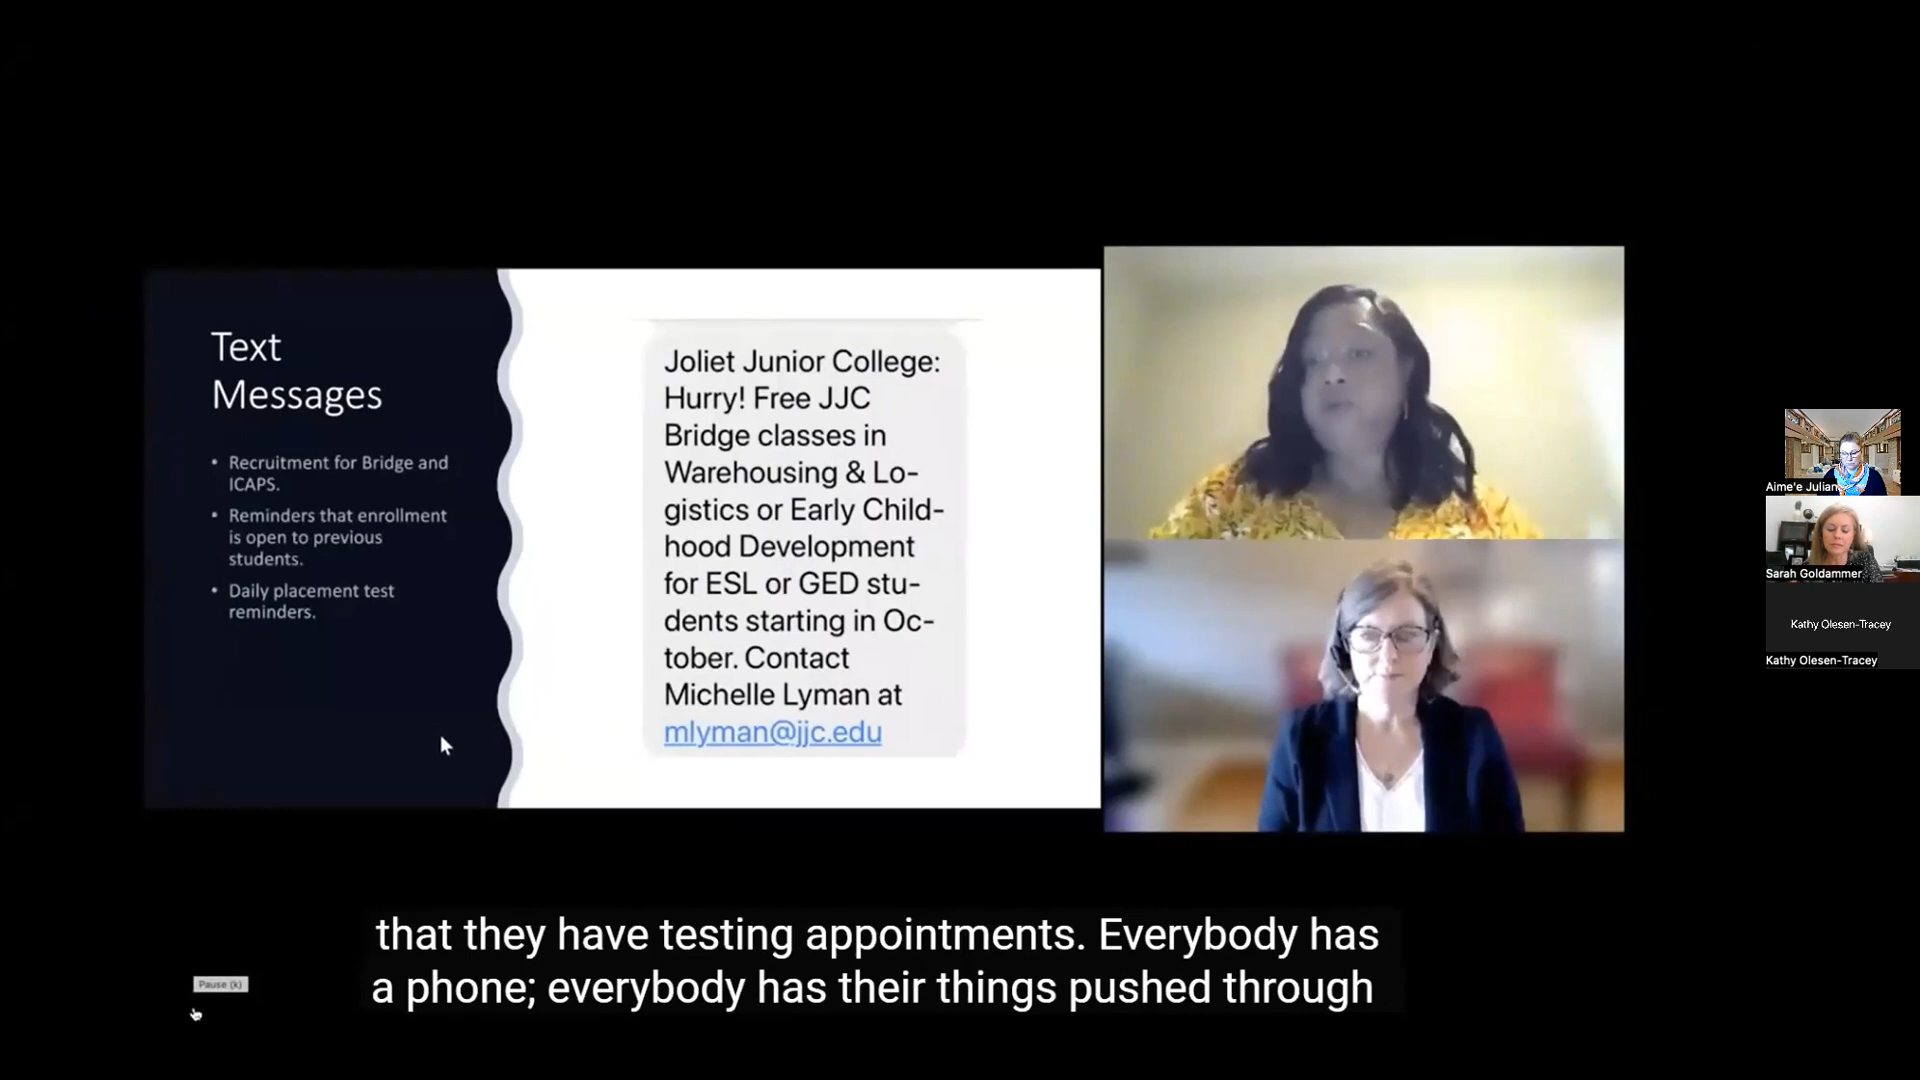 Text
Messages
• Recruitment for Bridge and
ICAPS.
• Reminders that enrollment
is open to previous
students.
• Daily placement test
reminders.
Joliet Junior College:
Hurry! Free JJC
Bridge classes in
Warehousing & Lo-
gistics or Early Child-
hood Development
for ESL or GED stu-
dents starting in Oc-
tober. Contact
Michelle Lyman at
mlyman@jjc.edu
Aime'e Julian
Sarah Goldammer
Kathy Olesen-Tracey
Kathy Olesen-Tracey
that they have testing appointments. Everybody has
a phone; everybody has their things pushed through
Pause (k)